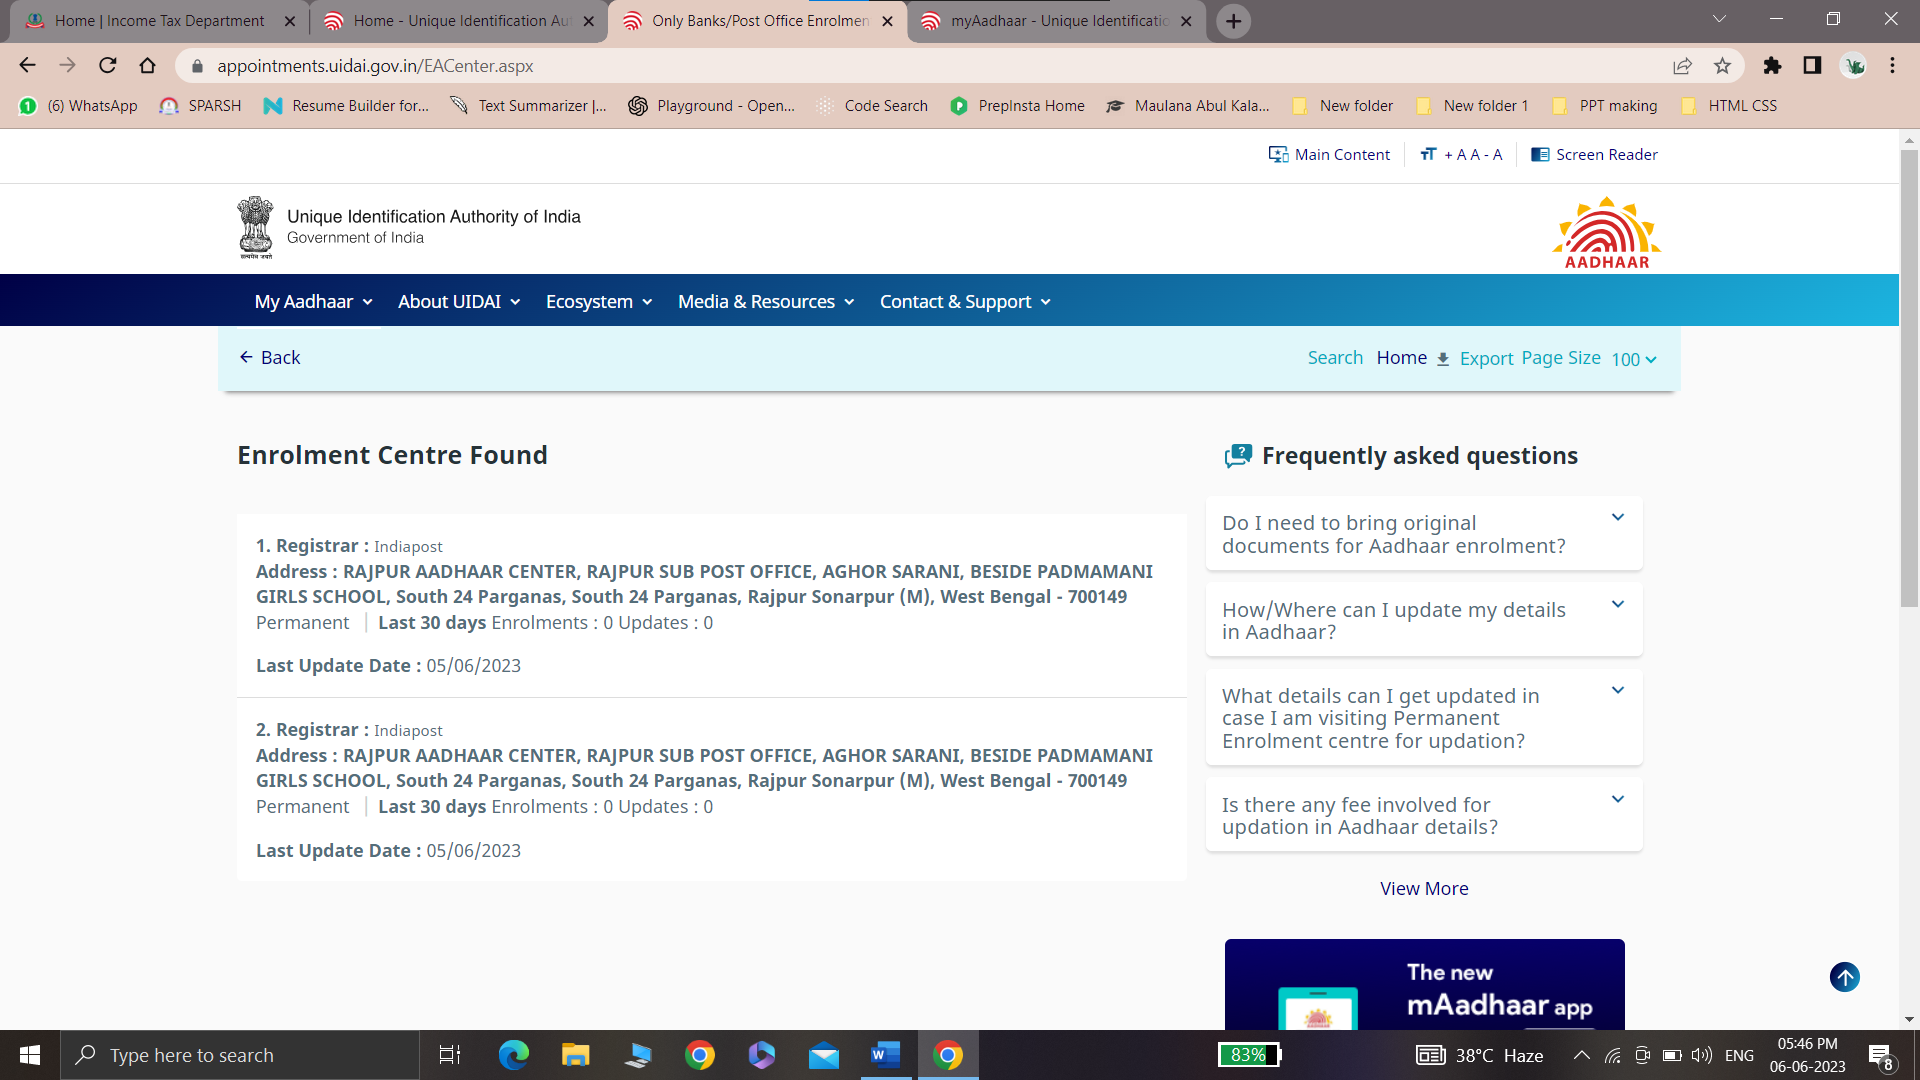 Home | Income Tax Department
Home - Unique Identification Aut
Only Banks/Post Office Enrolmen
myAadhaar - Unique Identificatio
appointments.uidai.gov.in/EACenter.aspx
(6) WhatsApp
SPARSH
Resume Builder for...
Text Summarizer |...
Playground - Open...
Code Search
PrepInsta Home
Maulana Abul Kala...
New folder
New folder 1
PPT making
HTML CSS
Main Content
+ A A - A
Screen Reader
सत्यमेव जयते
Unique Identification Authority of India
Government of India
AADHAAR
My Aadhaar
About UIDAI
Ecosystem
Media & Resources
Contact & Support
Back
Search
Home
Export
Page Size
100
Enrolment Centre Found
1. Registrar : Indiapost
Address : RAJPUR AADHAAR CENTER, RAJPUR SUB POST OFFICE, AGHOR SARANI, BESIDE PADMAMANI
GIRLS SCHOOL, South 24 Parganas, South 24 Parganas, Rajpur Sonarpur (M), West Bengal - 700149
Permanent | Last 30 days Enrolments : 0 Updates : 0
Last Update Date : 05/06/2023
2. Registrar : Indiapost
Address : RAJPUR AADHAAR CENTER, RAJPUR SUB POST OFFICE, AGHOR SARANI, BESIDE PADMAMANI
GIRLS SCHOOL, South 24 Parganas, South 24 Parganas, Rajpur Sonarpur (M), West Bengal - 700149
Permanent | Last 30 days Enrolments : 0 Updates : 0
Last Update Date : 05/06/2023
Frequently asked questions
Do I need to bring original
documents for Aadhaar enrolment?
How/Where can I update my details
in Aadhaar?
What details can I get updated in
case I am visiting Permanent
Enrolment centre for updation?
Is there any fee involved for
updation in Aadhaar details?
View More
The new
mAadhaar app
Type here to search
83%
38°C Haze
ENG
05:46 PM
06-06-2023
8